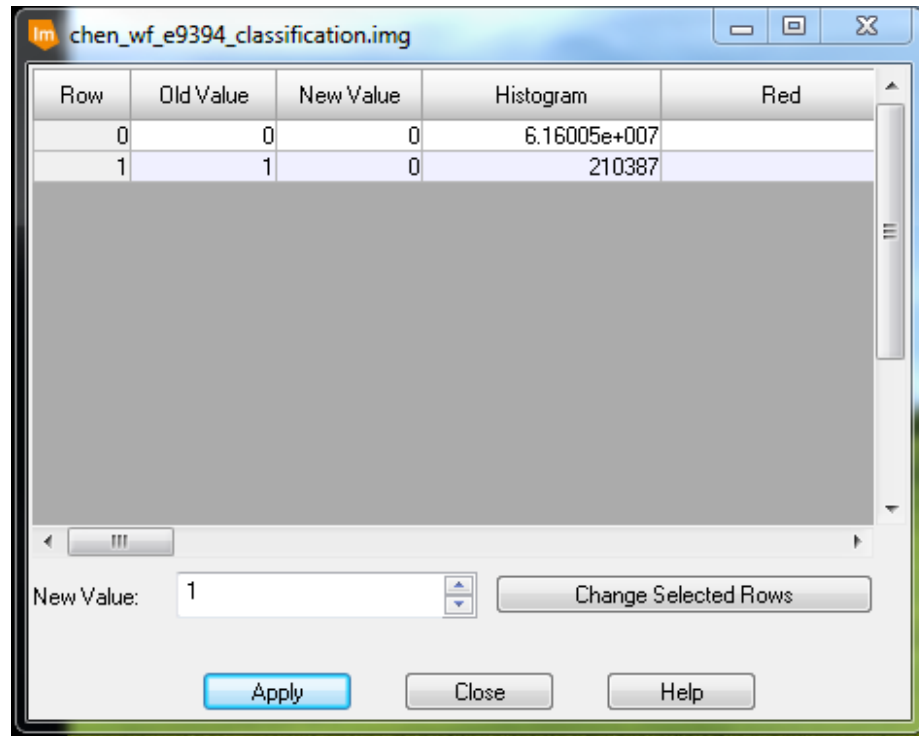 Im chen_wf_e9394_classification.img
Row Old Value New Value Histogram Red
0 0 0 6.16005e+007
1 1 0 210387
New Value: 1 Change Selected Rows
Apply Close Help